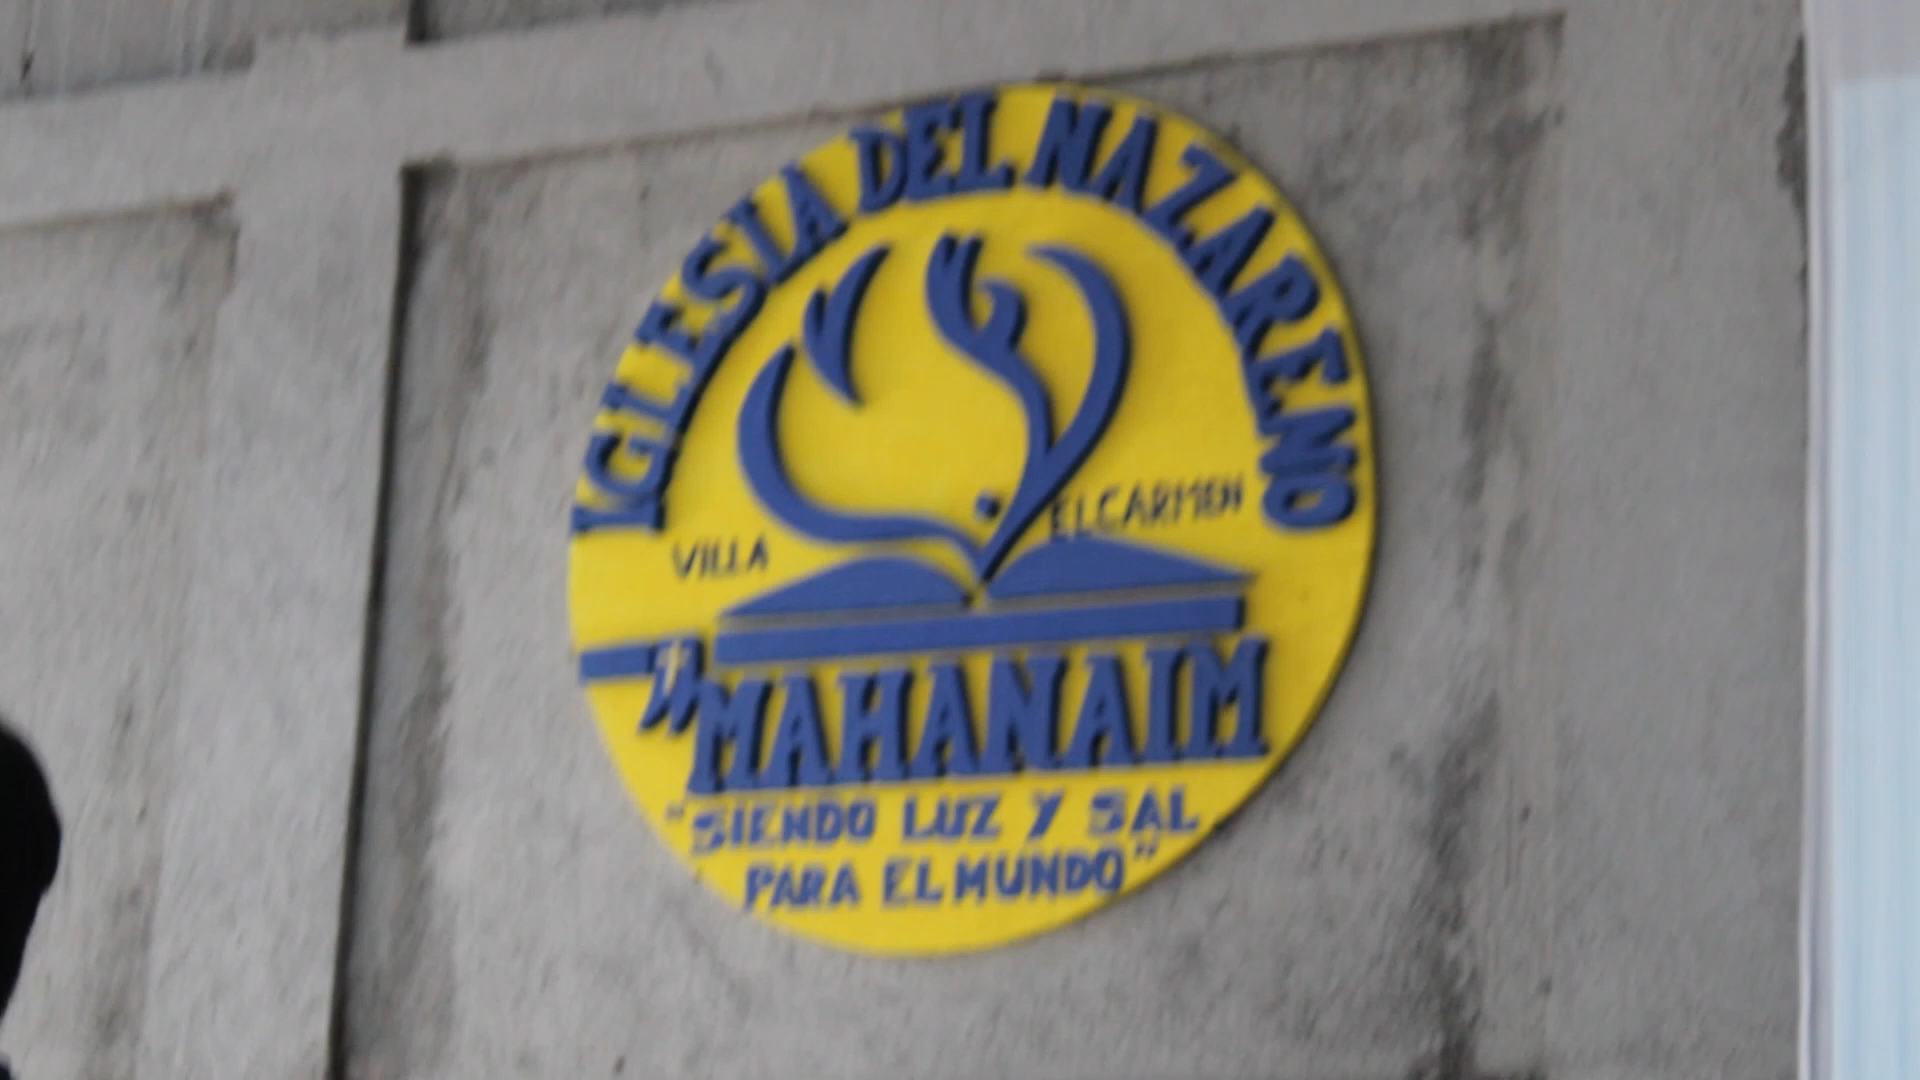 IGLESIA DEL NAZARENO
VILLA EL CARMEN
MAHANAIM
"SIENDO LUZ Y SAL
PARA EL MUNDO"